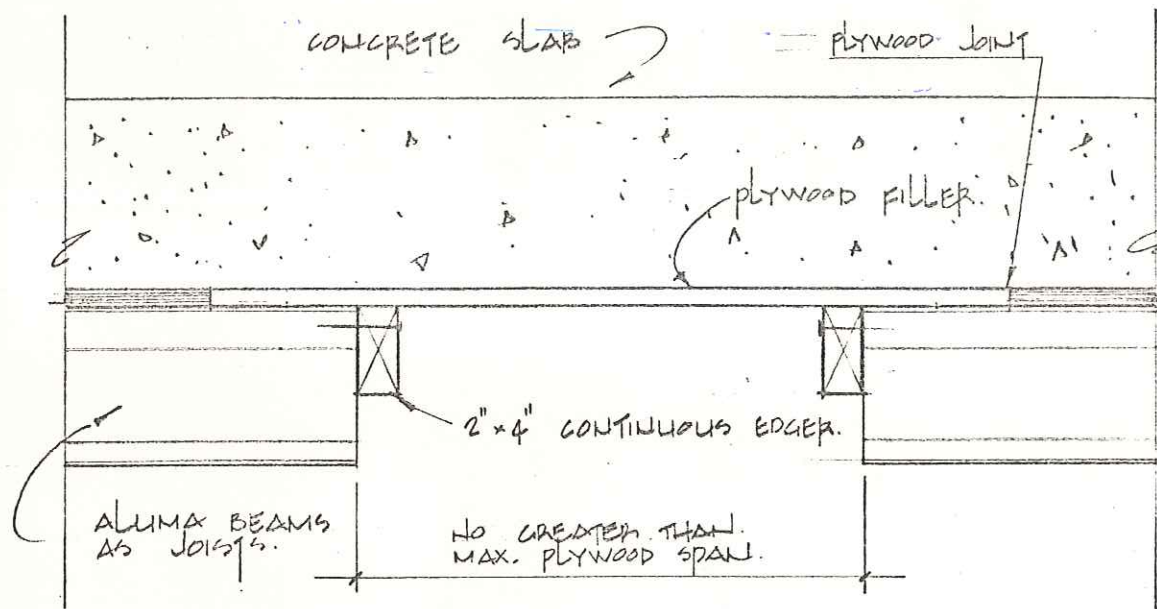 CONCRETE SLAB
PLYWOOD JOINT
PLYWOOD FILLER.
2" x 4" CONTINUOUS EDGER.
ALUMA BEAMS
AS JOISTS.
NO GREATER THAN.
MAX. PLYWOOD SPAN.